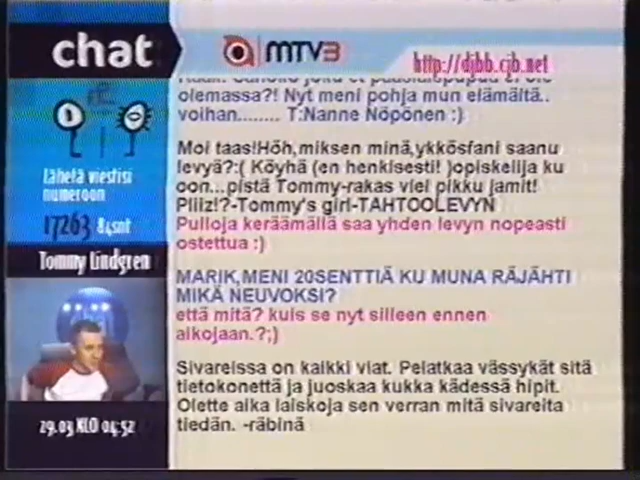 chat
MTV3
http://djbb.cjb.net
olemassa?! Nyt meni pohja mun elämältä..
voihan........ T:Nanne Nöpönen :)
Moi taas!Höh,miksen minä,ykkösfani saanu
levyä?:( Köyhä (en henkisesti! )opiskelija ku
oon...pistä Tommy-rakas viel pikku jamit!
Pliiz!?-Tommy's girl-TAHTOOLEVYN
Pulloja keräämällä saa yhden levyn nopeasti
ostettua :)
MARIK,MENI 20SENTTIÄ KU MUNA RÄJÄHTI
MIKÄ NEUVOKSI?
että mitä? kuis se nyt silleen ennen
aikojaan.?;)
Sivareissa on kaikki viat. Pelatkaa vässykät sitä
tietokonettä ja juoskaa kukka kädessä hipit.
Olette aika laiskoja sen verran mitä sivareita
tiedän. -räbinä
Lähetä viestisi
numeroon
17263 84snt
Tommy Lindgren
29.03 KLO 04:52